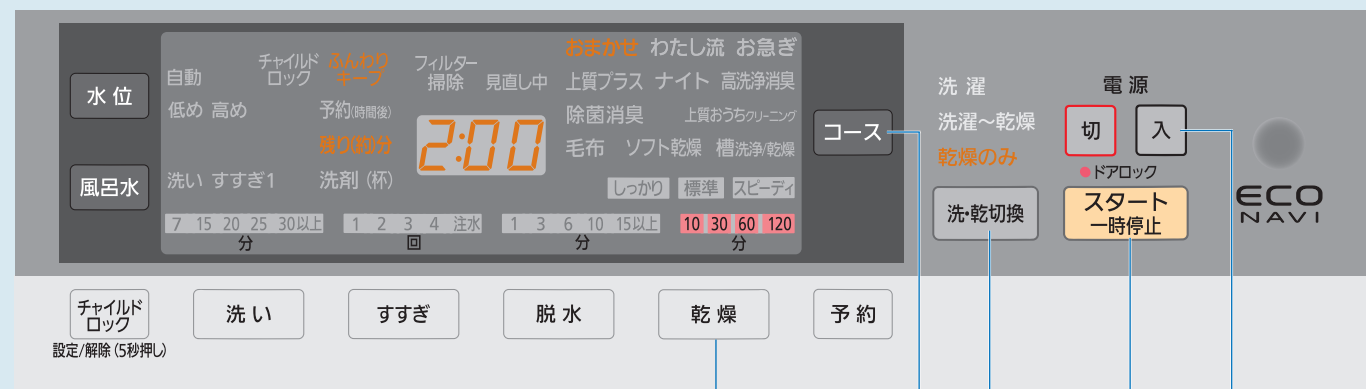 水位
風呂水
自動
チャイルド
ロック
ふんわり
キープ
フィルター
掃除
見直し中
低め 高め
予約(時間後)
残り(約)分
2:00
洗い すすぎ1
洗剤(杯)
おまかせ わたし流 お急ぎ
上質プラス ナイト 高洗浄消臭
除菌消臭 上質おうちクリーニング
毛布 ソフト乾燥 槽洗浄/乾燥
しっかり 標準 スピーディ
7 15 20 25 30以上
分
1 2 3 4 注水
回
1 3 6 10 15以上
分
10 30 60 120
分
コース
洗濯
洗濯～乾燥
乾燥のみ
洗・乾切換
電源
切
入
ドアロック
スタート
一時停止
ECO
NAVI
チャイルド
ロック
設定/解除(5秒押し)
洗い
すすぎ
脱水
乾燥
予約